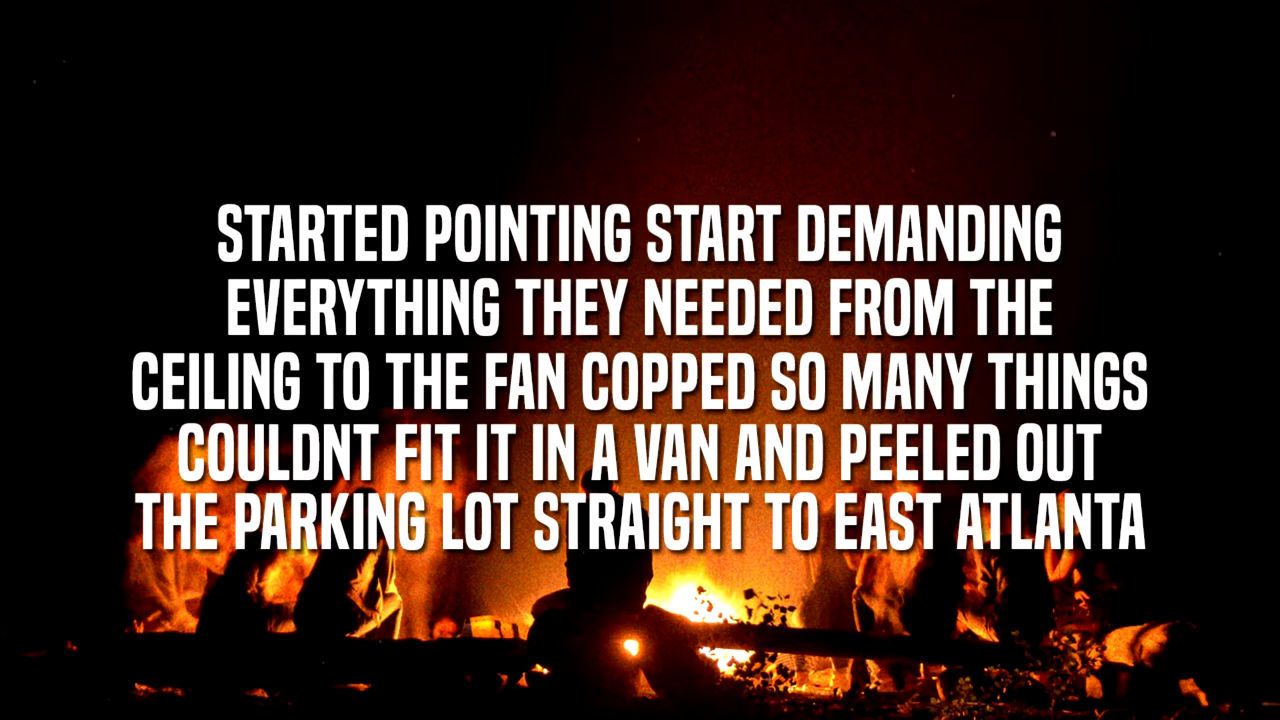 STARTED POINTING START DEMANDING
EVERYTHING THEY NEEDED FROM THE
CEILING TO THE FAN COPPED SO MANY THINGS
COULDNT FIT IT IN A VAN AND PEELED OUT
THE PARKING LOT STRAIGHT TO EAST ATLANTA